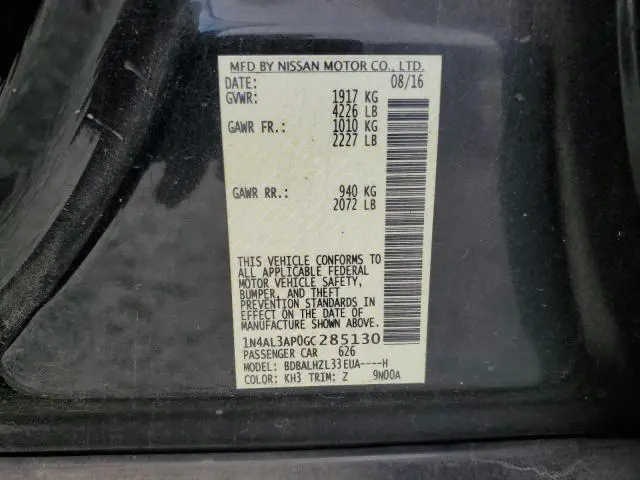 MFD BY NISSAN MOTOR CO., LTD.
DATE: 08/16
GVWR: 1917 KG
4226 LB
GAWR FR.: 1010 KG
2227 LB
GAWR RR.: 940 KG
2072 LB
THIS VEHICLE CONFORMS TO
ALL APPLICABLE FEDERAL
MOTOR VEHICLE SAFETY,
BUMPER, AND THEFT
PREVENTION STANDARDS IN
EFFECT ON THE DATE OF
MANUFACTURE SHOWN ABOVE.
1N4AL3AP0GC285130
PASSENGER CAR 626
MODEL: BDBALHZL33EUA----H
COLOR: KH3 TRIM: Z 9N00A